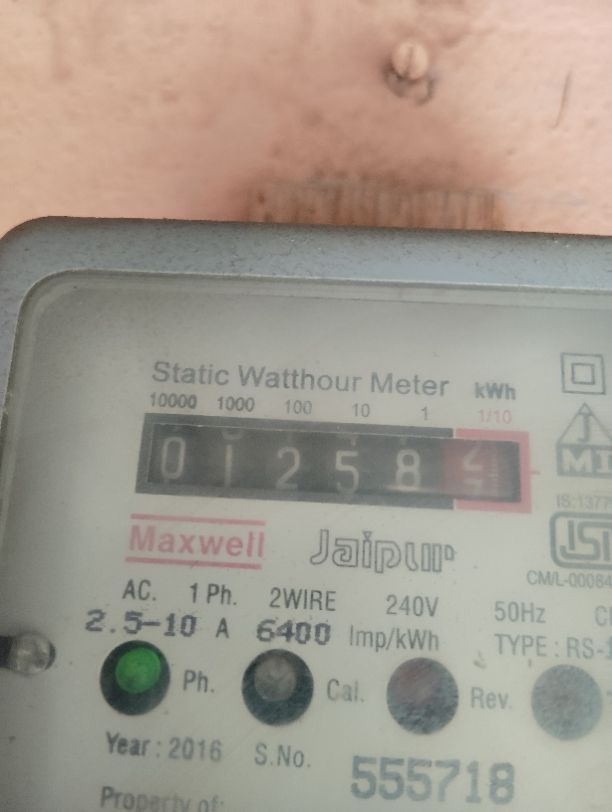 Static Watthour Meter kWh
10000 1000 100 10 1 1/10
0 1 2 5 8
Maxwell Jaipur
AC. 1 Ph. 2WIRE 240V 50Hz
2.5-10 A 6400 Imp/kWh TYPE : RS-1
Ph. Cal. Rev.
Year : 2016 S.No. 555718
Property of: